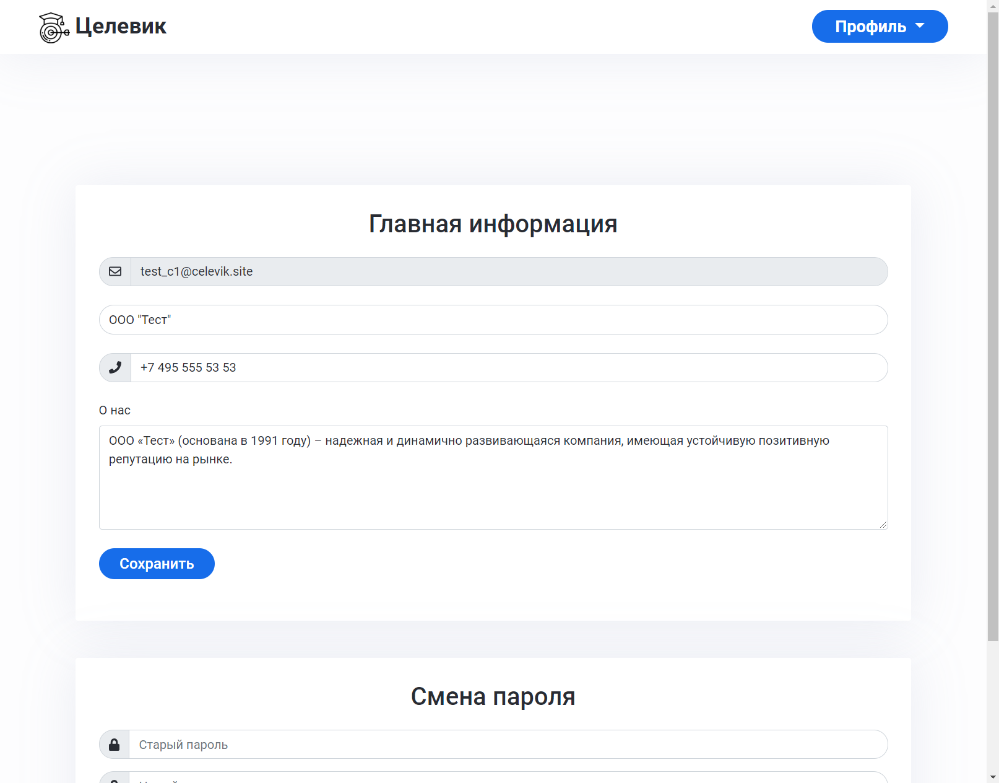 Целевик
Профиль
Главная информация
test_c1@celevik.site
ООО "Тест"
+7 495 555 53 53
О нас
ООО «Тест» (основана в 1991 году) – надежная и динамично развивающаяся компания, имеющая устойчивую позитивную
репутацию на рынке.
Сохранить
Смена пароля
Старый пароль